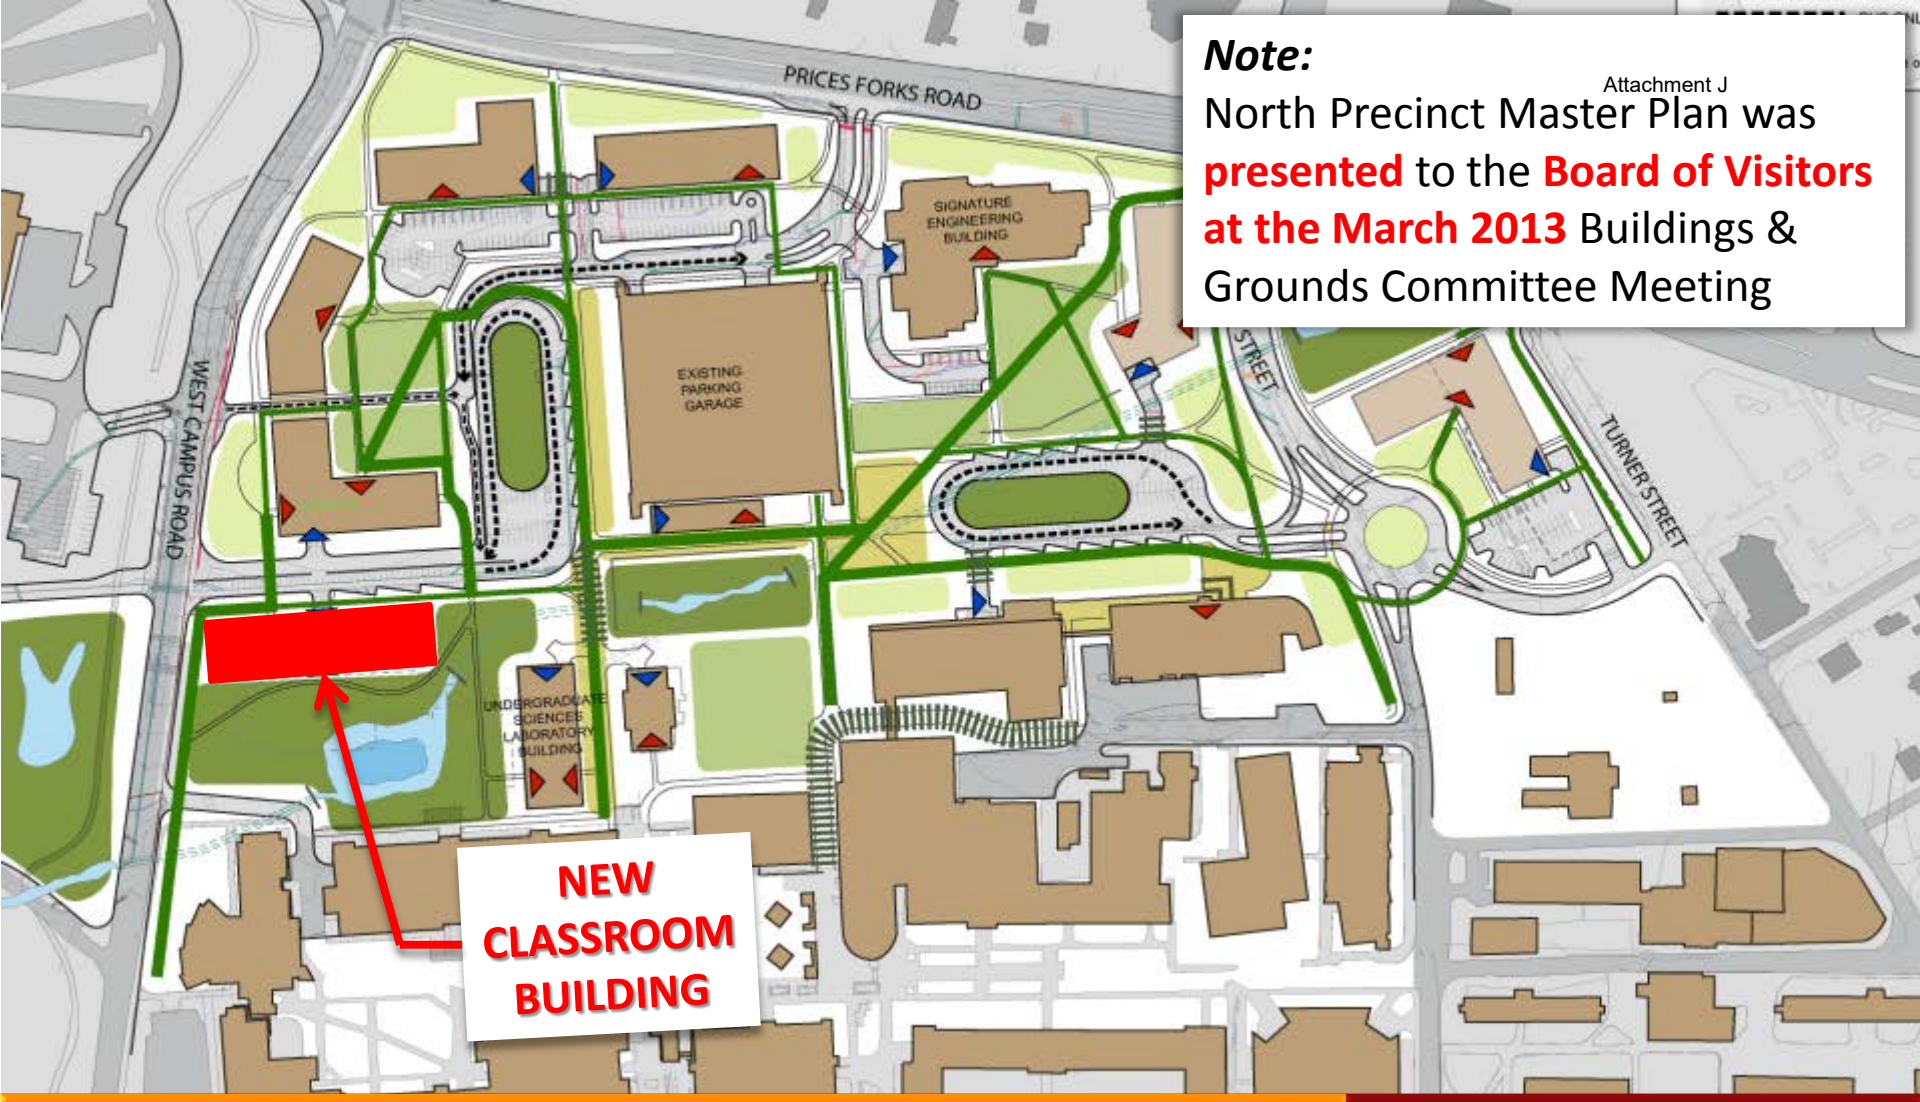 PRICES FORKS ROAD
Note:
Attachment J
North Precinct Master Plan was
presented to the Board of Visitors
at the March 2013 Buildings &
Grounds Committee Meeting
SIGNATURE
ENGINEERING
BUILDING
EXISTING
PARKING
GARAGE
WEST CAMPUS ROAD
STREET
TURNER STREET
UNDERGRADUATE
SCIENCES
LABORATORY
BUILDING
NEW
CLASSROOM
BUILDING